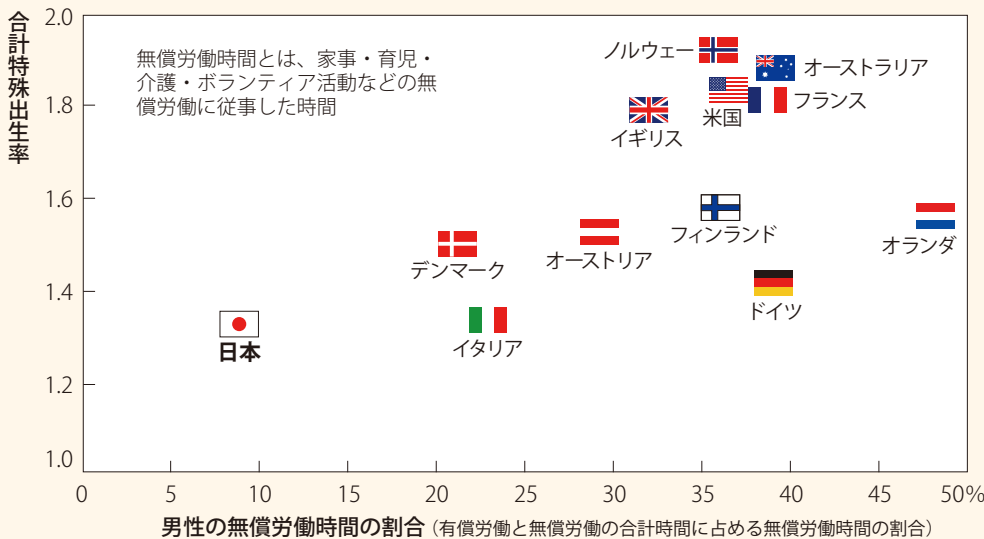 合計特殊出生率
2.0
1.8
1.6
1.4
1.2
1.0
無償労働時間とは、家事・育児・
介護・ボランティア活動などの無
償労働に従事した時間
ノルウェー
オーストラリア
米国
フランス
イギリス
フィンランド
オランダ
オーストリア
デンマーク
ドイツ
イタリア
日本
0 5 10 15 20 25 30 35 40 45 50%
男性の無償労働時間の割合(有償労働と無償労働の合計時間に占める無償労働時間の割合)